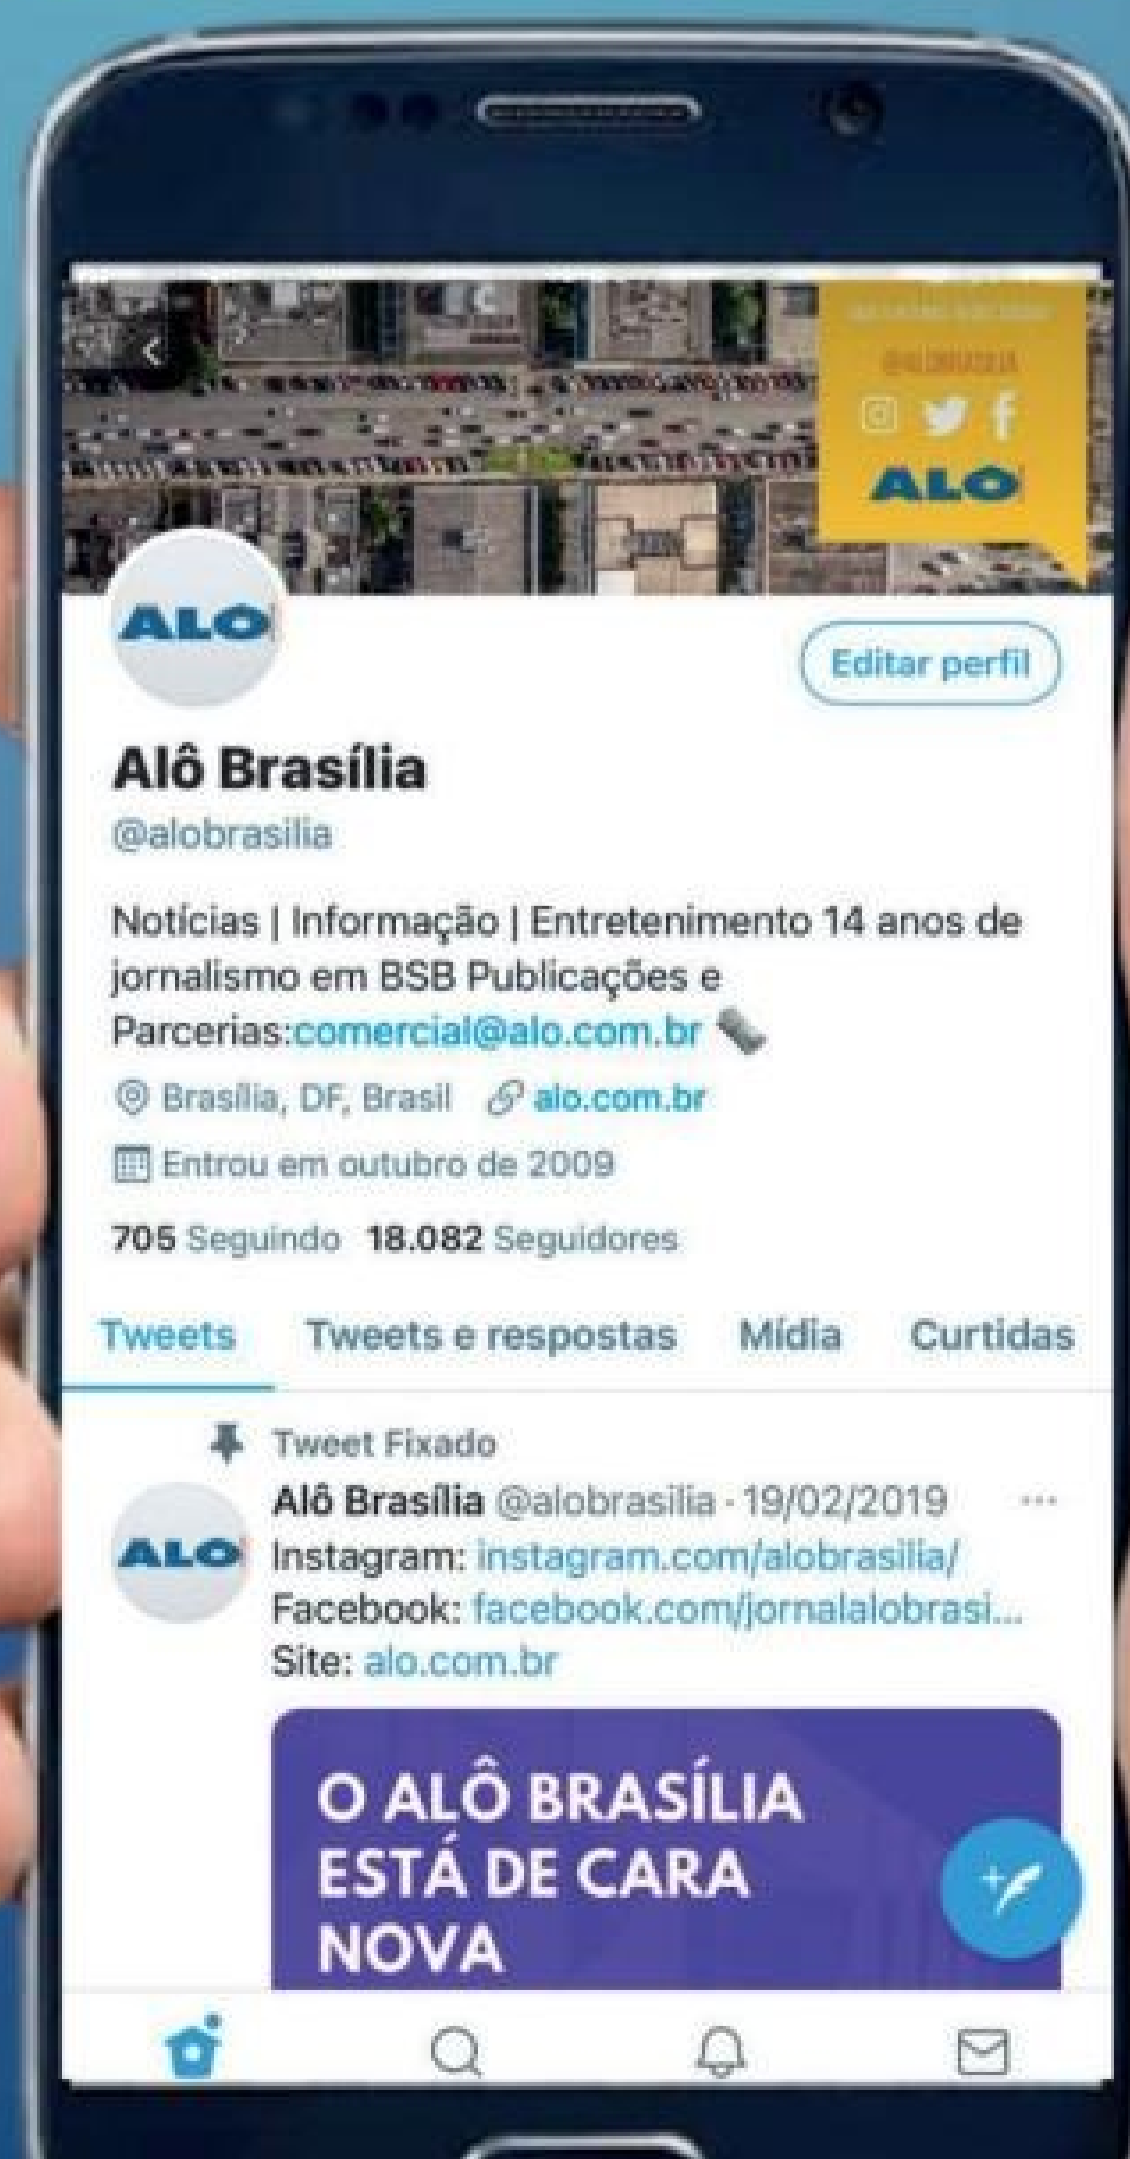 @ALOBRASILIA
ALÔ
ALO
Editar perfil
Alô Brasília
@alobrasilia
Notícias | Informação | Entretenimento 14 anos de
jornalismo em BSB Publicações e
Parcerias:comercial@alo.com.br
Brasília, DF, Brasil alo.com.br
Entrou em outubro de 2009
705 Seguindo 18.082 Seguidores
Tweets Tweets e respostas Mídia Curtidas
Tweet Fixado
Alô Brasília @alobrasilia · 19/02/2019 ...
ALO
Instagram: instagram.com/alobrasilia/
Facebook: facebook.com/jornalalobrasi...
Site: alo.com.br
O ALÔ BRASÍLIA
ESTÁ DE CARA
NOVA